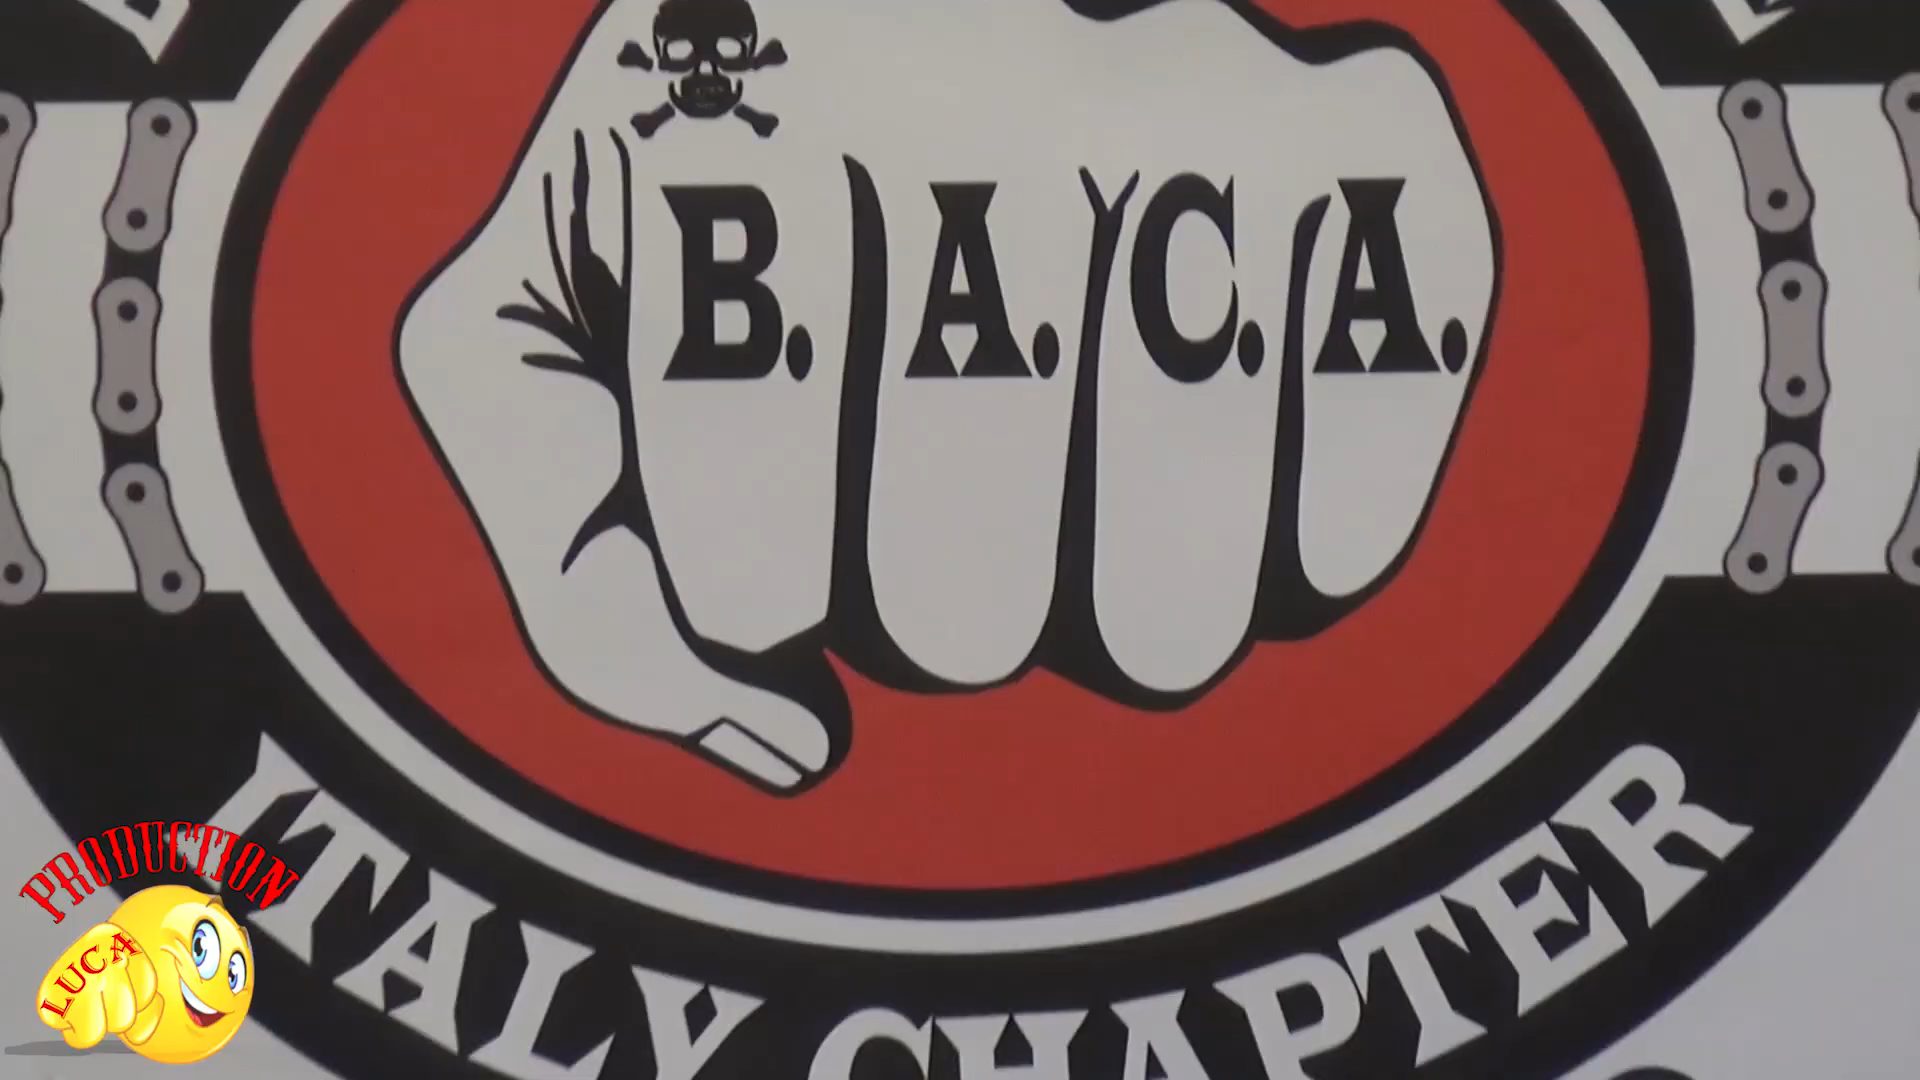 B. A. C. A.
ITALY CHAPTER
PRODUCTION
LUCA